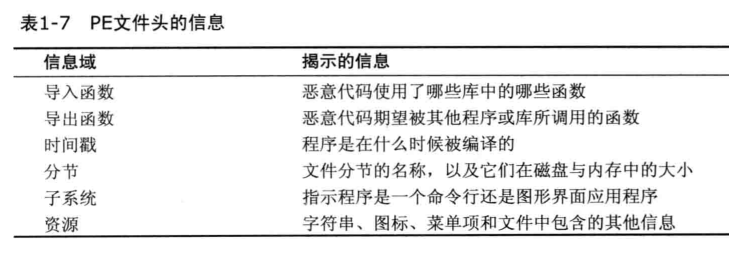 表1-7 PE文件头的信息
信息域 揭示的信息
导入函数 恶意代码使用了哪些库中的哪些函数
导出函数 恶意代码期望被其他程序或库所调用的函数
时间戳 程序是在什么时候被编译的
分节 文件分节的名称，以及它们在磁盘与内存中的大小
子系统 指示程序是一个命令行还是图形界面应用程序
资源 字符串、图标、菜单项和文件中包含的其他信息